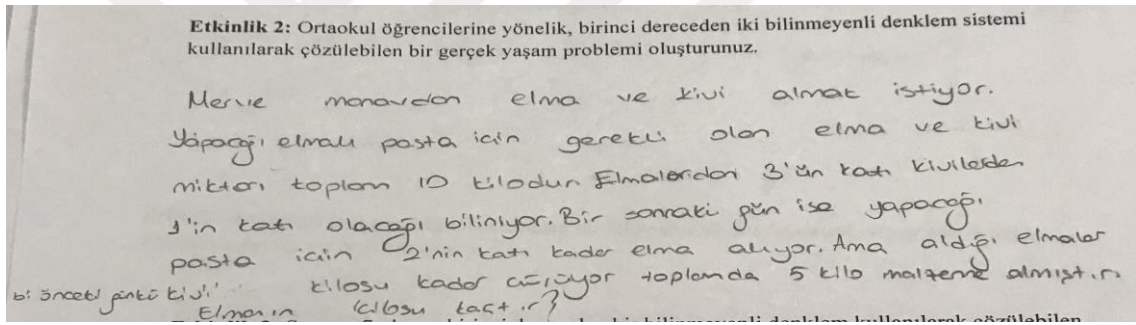 Etkinlik 2: Ortaokul öğrencilerine yönelik, birinci dereceden iki bilinmeyenli denklem sistemi
kullanılarak çözülebilen bir gerçek yaşam problemi oluşturunuz.
Merve manavdan elma ve kivi almak istiyor.
Yapacağı elmalı pasta için gerekli olan elma ve kivi
miktarı toplam 10 kilodur. Elmalardan 3'ün katı kivilerden
1'in katı olacağı biliniyor. Bir sonraki gün ise yapacağı
pasta için 2'nin katı kadar elma alıyor. Ama aldığı elmalar
bi önceki günkü kivi kilosu kadar çürüyor toplamda 5 kilo malzeme almıştır.
Elmanın kilosu kaçtır?